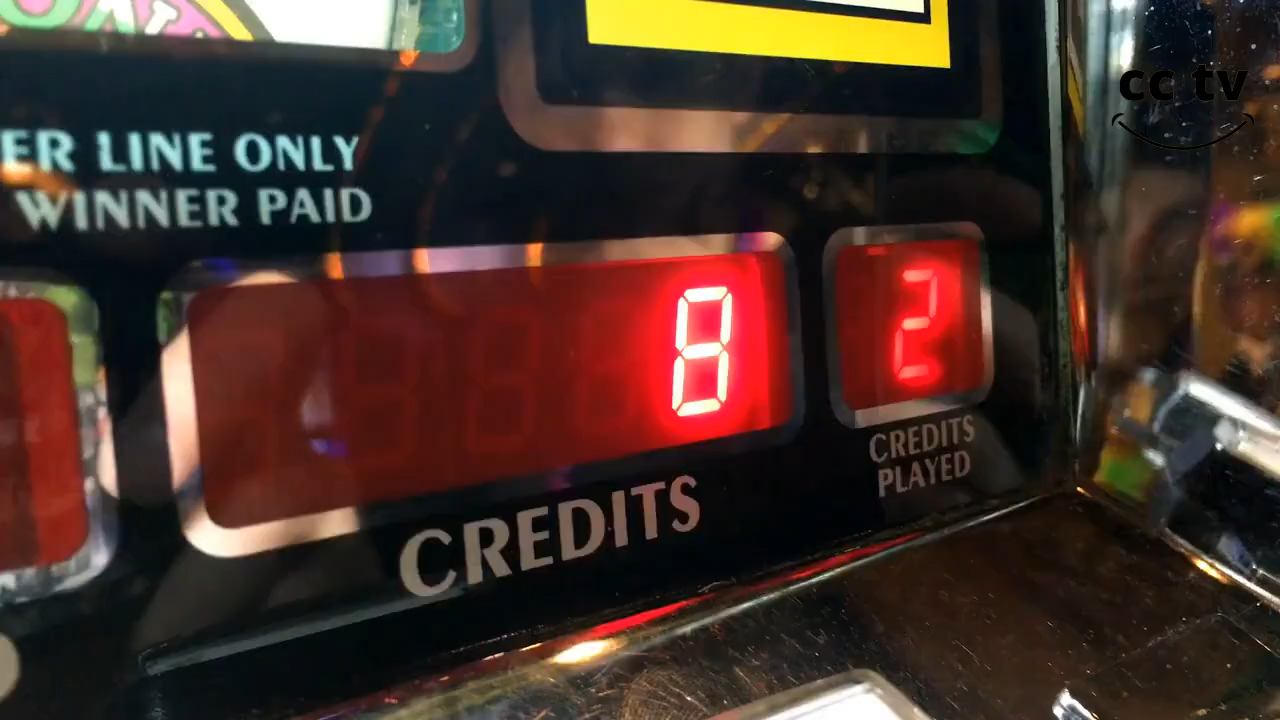 ER LINE ONLY
WINNER PAID
8
2
CREDITS
CREDITS
PLAYED
cc tv